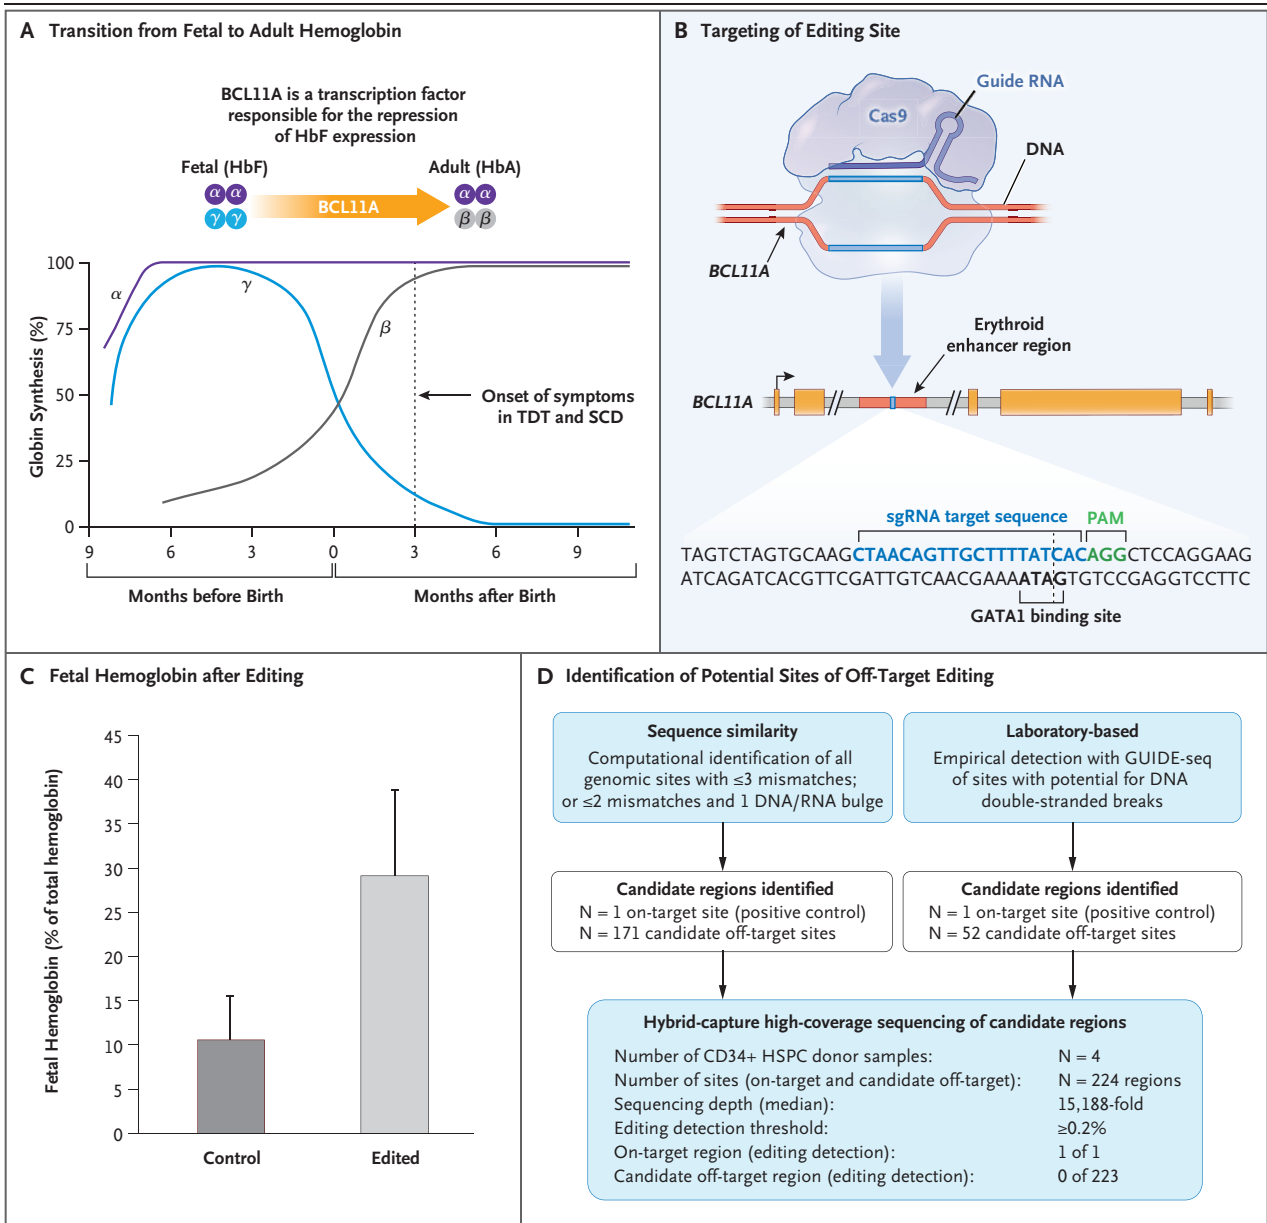 A Transition from Fetal to Adult Hemoglobin
BCL11A is a transcription factor
responsible for the repression
of HbF expression
Fetal (HbF)
Adult (HbA)
α α
γ γ
BCL11A
α α
β β
Globin Synthesis (%)
100
75
50
25
0
α
γ
β
Onset of symptoms
in TDT and SCD
9 6 3 0 3 6 9
Months before Birth
Months after Birth
B Targeting of Editing Site
Guide RNA
Cas9
DNA
BCL11A
Erythroid
enhancer region
BCL11A
sgRNA target sequence
PAM
TAGTCTAGTGCAAGCTAACAGTTGCTTTTATCACAGGCTCCAGGAAG
ATCAGATCACGTTCGATTGTCAACGAAAATAGTGTCCGAGGTCCTTC
GATA1 binding site
C Fetal Hemoglobin after Editing
Fetal Hemoglobin (% of total hemoglobin)
45
40
35
30
25
20
15
10
5
0
Control
Edited
D Identification of Potential Sites of Off-Target Editing
Sequence similarity
Computational identification of all
genomic sites with ≤3 mismatches;
or ≤2 mismatches and 1 DNA/RNA bulge
Laboratory-based
Empirical detection with GUIDE-seq
of sites with potential for DNA
double-stranded breaks
Candidate regions identified
N = 1 on-target site (positive control)
N = 171 candidate off-target sites
Candidate regions identified
N = 1 on-target site (positive control)
N = 52 candidate off-target sites
Hybrid-capture high-coverage sequencing of candidate regions
Number of CD34+ HSPC donor samples: N = 4
Number of sites (on-target and candidate off-target): N = 224 regions
Sequencing depth (median): 15,188-fold
Editing detection threshold: ≥0.2%
On-target region (editing detection): 1 of 1
Candidate off-target region (editing detection): 0 of 223